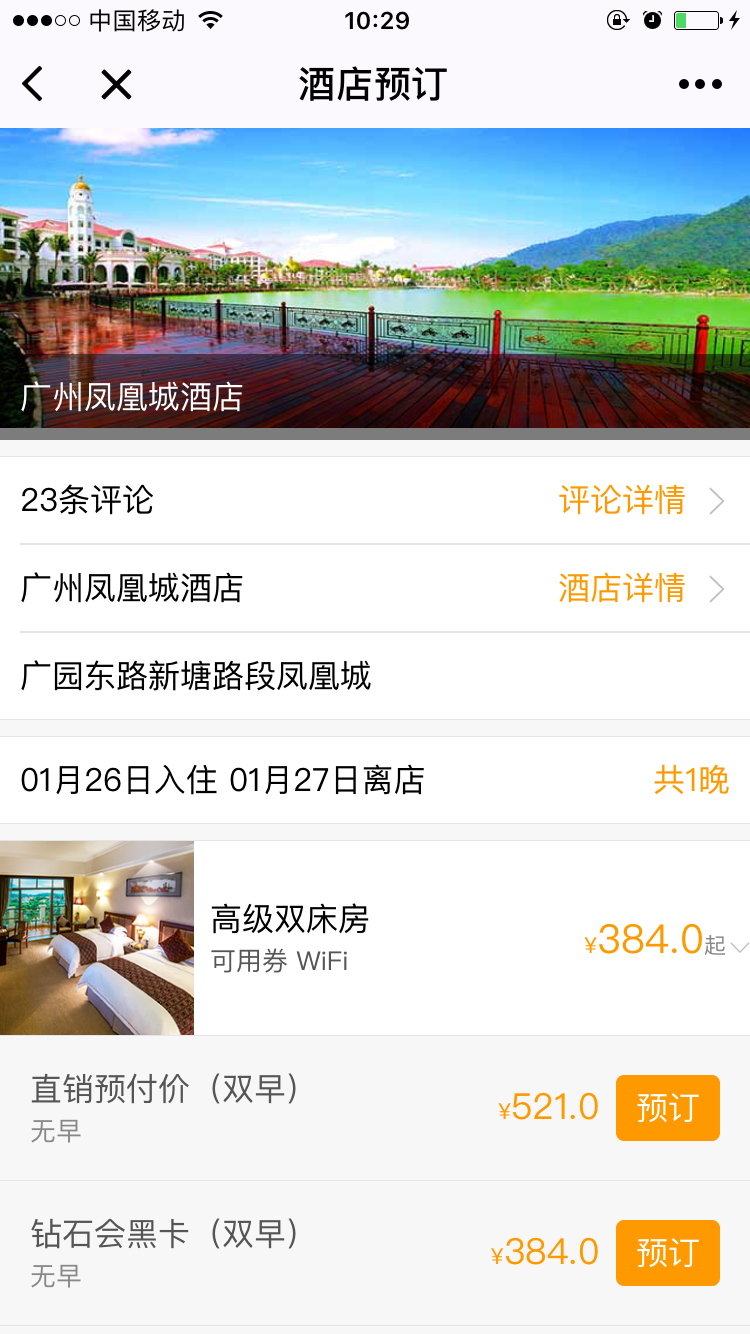 中国移动
10:29
酒店预订
广州凤凰城酒店
23条评论
评论详情
广州凤凰城酒店
酒店详情
广园东路新塘路段凤凰城
01月26日入住 01月27日离店
共1晚
高级双床房
可用券 WiFi
¥384.0起
直销预付价（双早）
无早
¥521.0
预订
钻石会黑卡（双早）
无早
¥384.0
预订